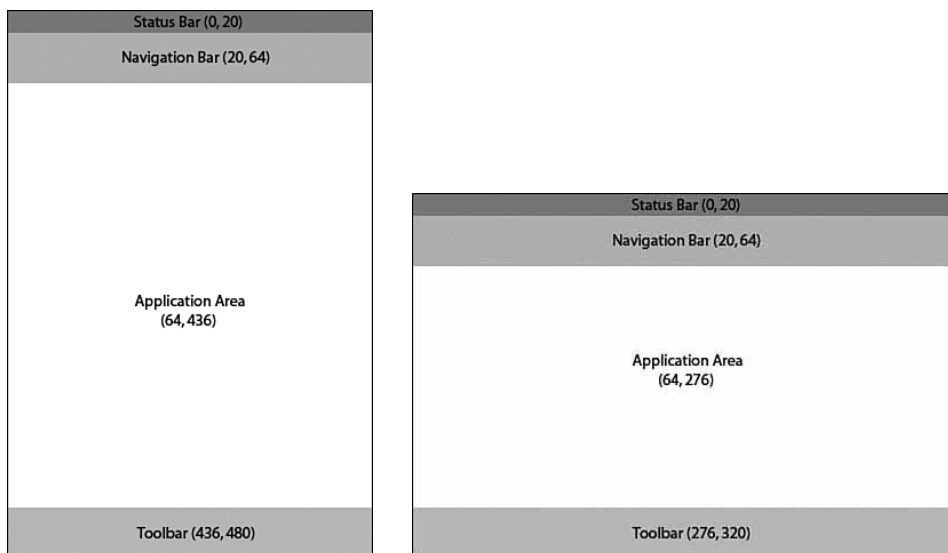 Status Bar (0, 20)
Navigation Bar (20, 64)
Application Area
(64, 436)
Toolbar (436, 480)
Status Bar (0, 20)
Navigation Bar (20, 64)
Application Area
(64, 276)
Toolbar (276, 320)